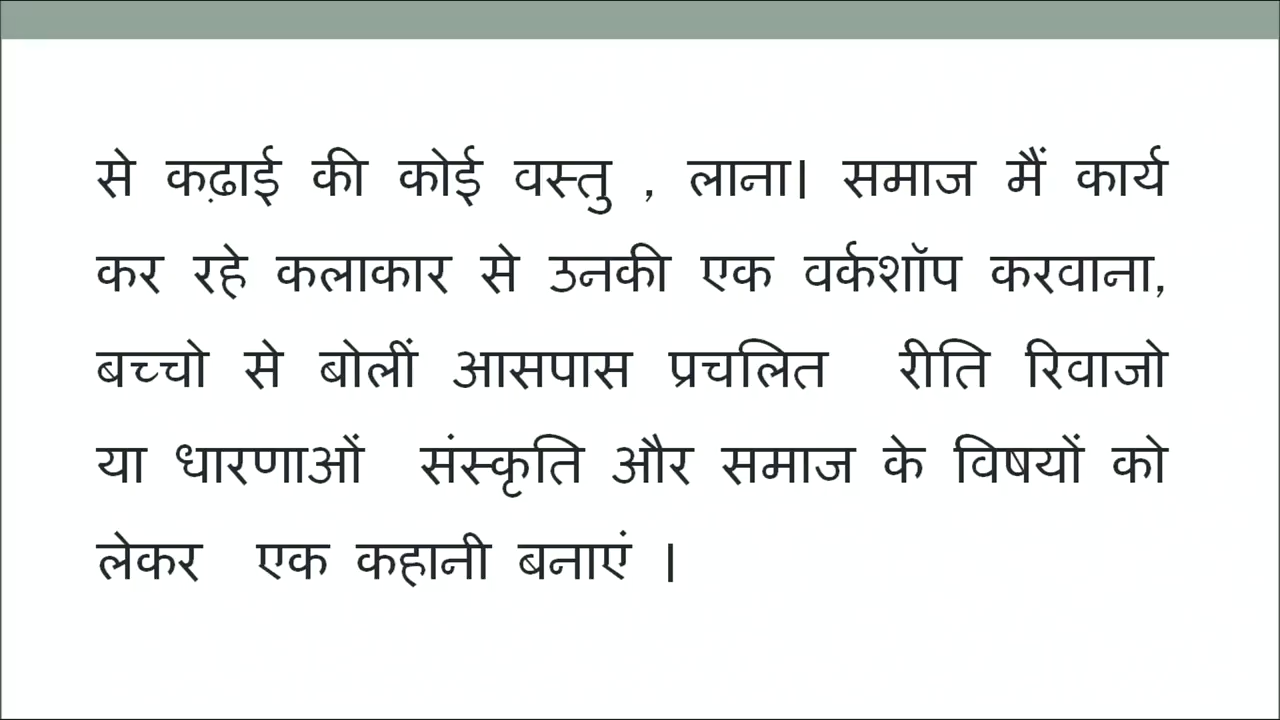 से कढ़ाई की कोई वस्तु , लाना। समाज मैं कार्य
कर रहे कलाकार से उनकी एक वर्कशॉप करवाना,
बच्चो से बोलीं आसपास प्रचलित रीति रिवाजो
या धारणाओं संस्कृति और समाज के विषयों को
लेकर एक कहानी बनाएं ।